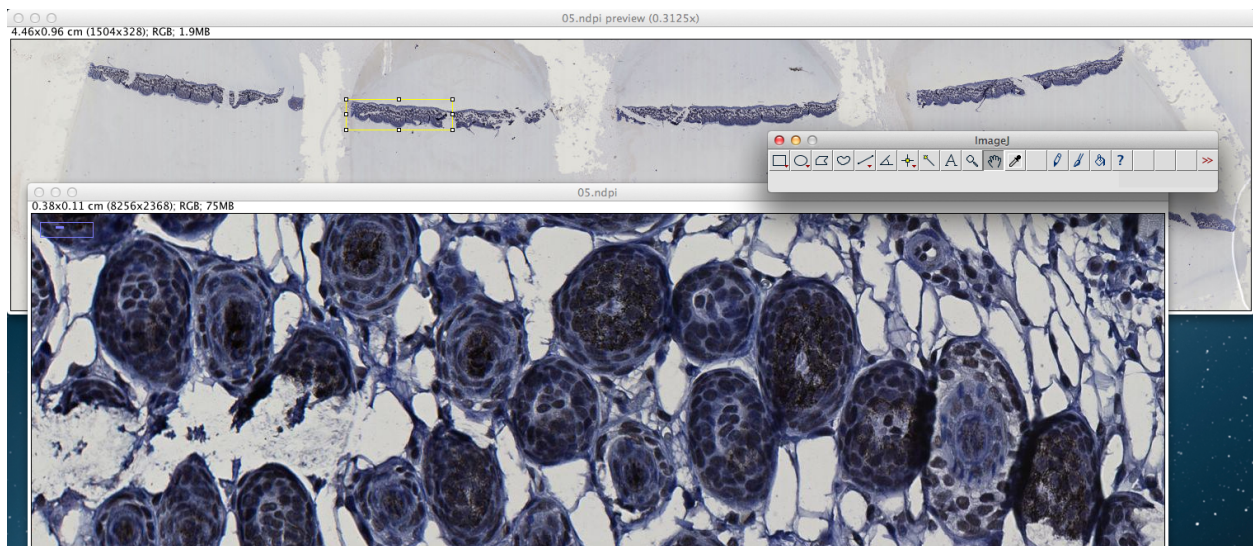 05.ndpi preview (0.3125x)
4.46x0.96 cm (1504x328); RGB; 1.9MB
ImageJ
A
?
>>
05.ndpi
0.38x0.11 cm (8256x2368); RGB; 75MB